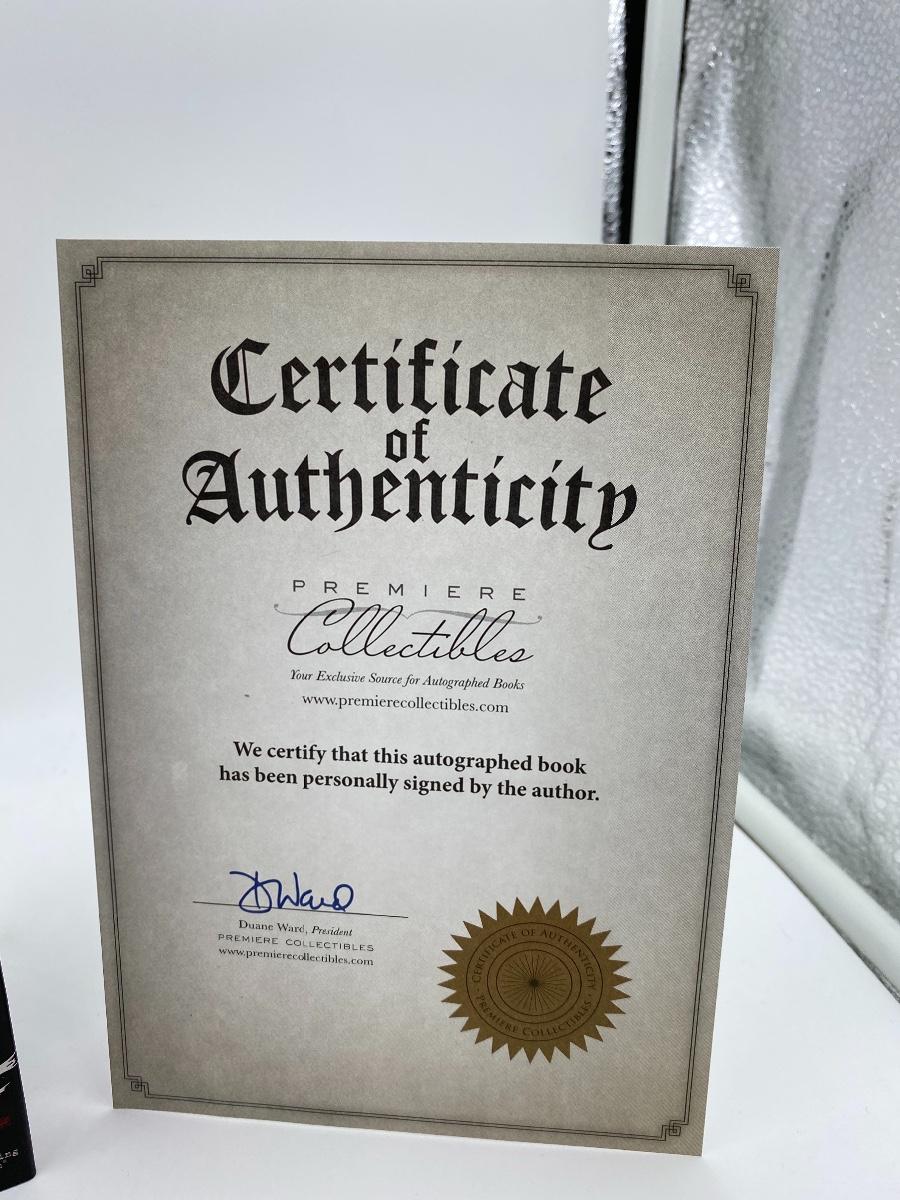 Certificate
of
Authenticity
PREMIERE
Collectibles
Your Exclusive Source for Autographed Books
www.premierecollectibles.com
We certify that this autographed book
has been personally signed by the author.
DWard
Duane Ward, President
PREMIERE COLLECTIBLES
www.premierecollectibles.com
CERTIFICATE OF AUTHENTICITY
PREMIERE COLLECTIBLES